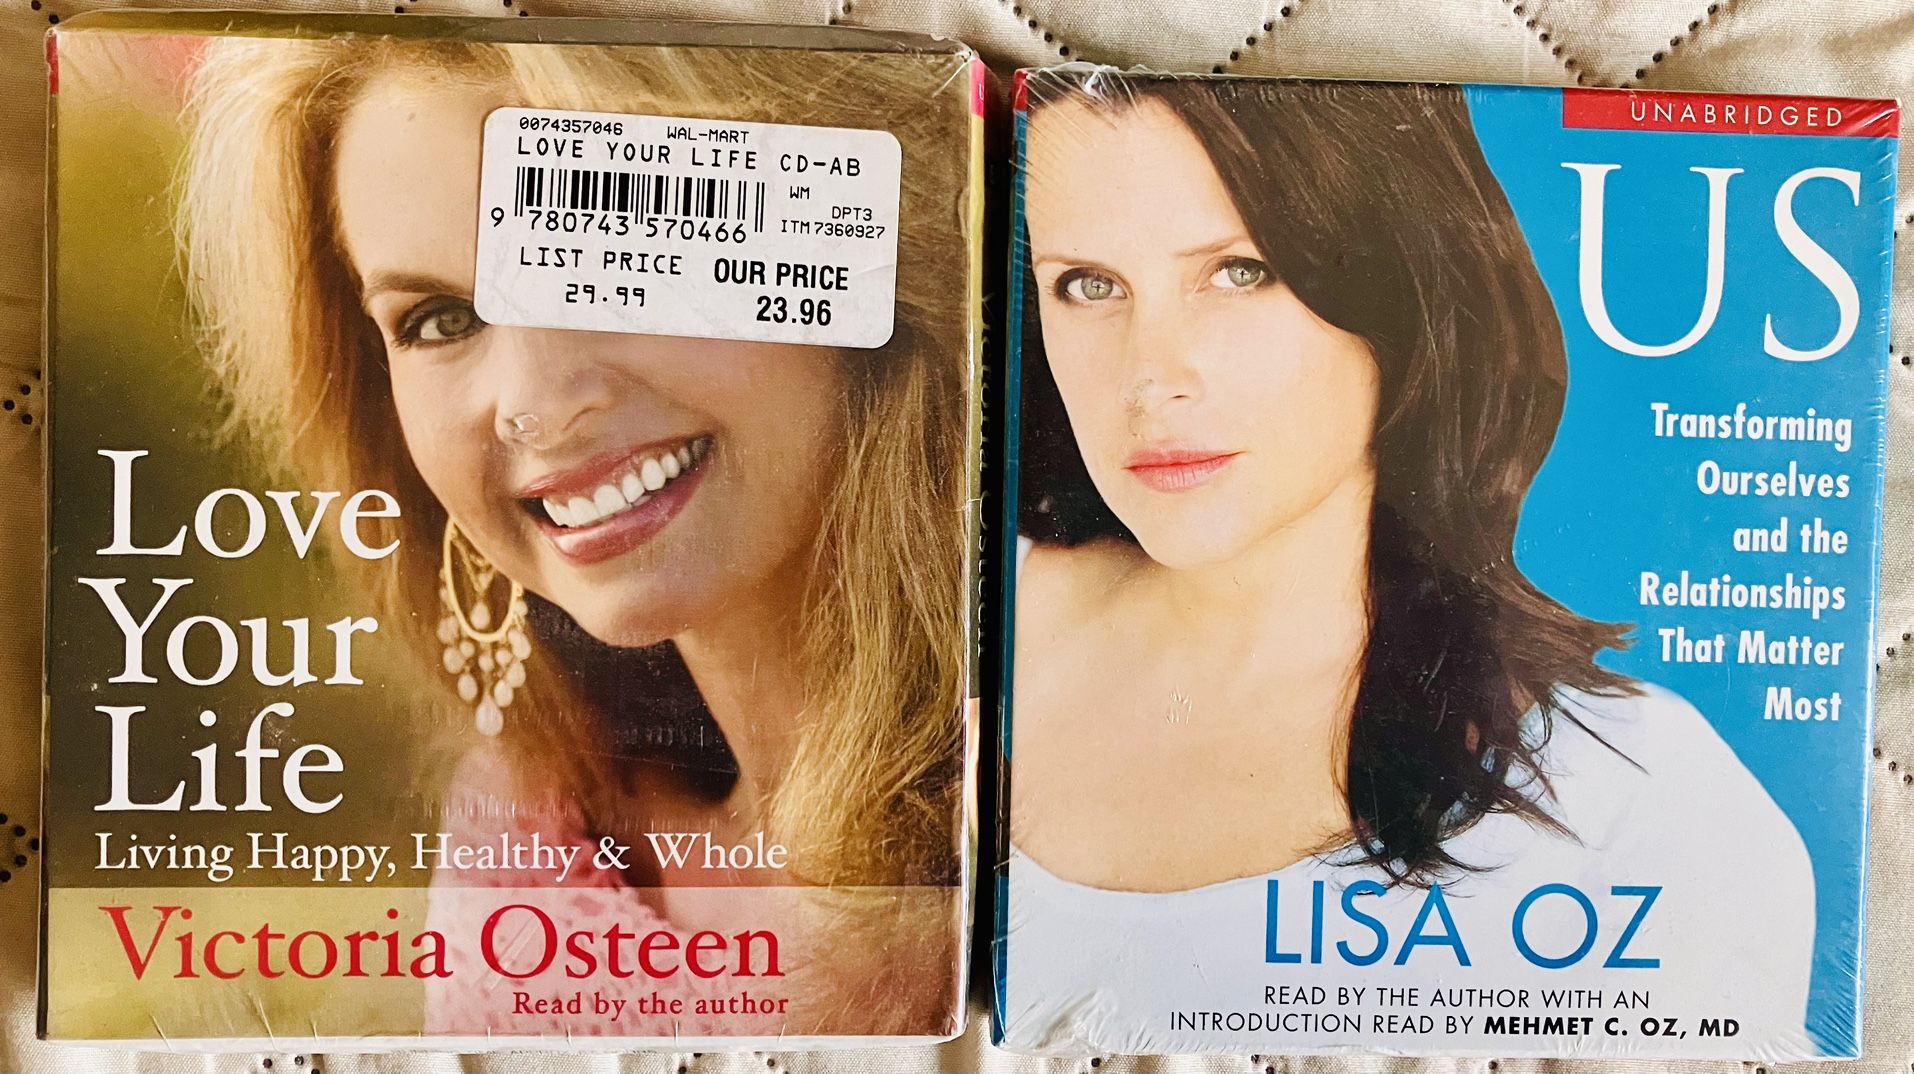 0074357046 WAL-MART
LOVE YOUR LIFE CD-AB
WM
DPT3
ITM7360927
9 780743 570466
LIST PRICE OUR PRICE
29.99 23.96
Love
Your
Life
Living Happy, Healthy & Whole
Victoria Osteen
Read by the author
UNABRIDGED
US
Transforming
Ourselves
and the
Relationships
That Matter
Most
LISA OZ
READ BY THE AUTHOR WITH AN
INTRODUCTION READ BY MEHMET C. OZ, MD